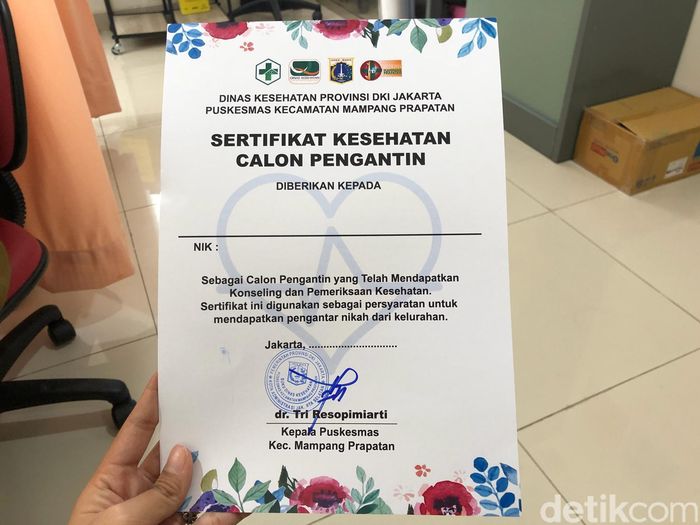 DINAS KESEHATAN PROVINSI DKI JAKARTA
PUSKESMAS KECAMATAN MAMPANG PRAPATAN
SERTIFIKAT KESEHATAN
CALON PENGANTIN
DIBERIKAN KEPADA
NIK :
Sebagai Calon Pengantin yang Telah Mendapatkan
Konseling dan Pemeriksaan Kesehatan.
Sertifikat ini digunakan sebagai persyaratan untuk
mendapatkan pengantar nikah dari kelurahan.
Jakarta, ..............................
dr. Tri Resopimiarti
Kepala Puskesmas
Kec. Mampang Prapatan
detikcom